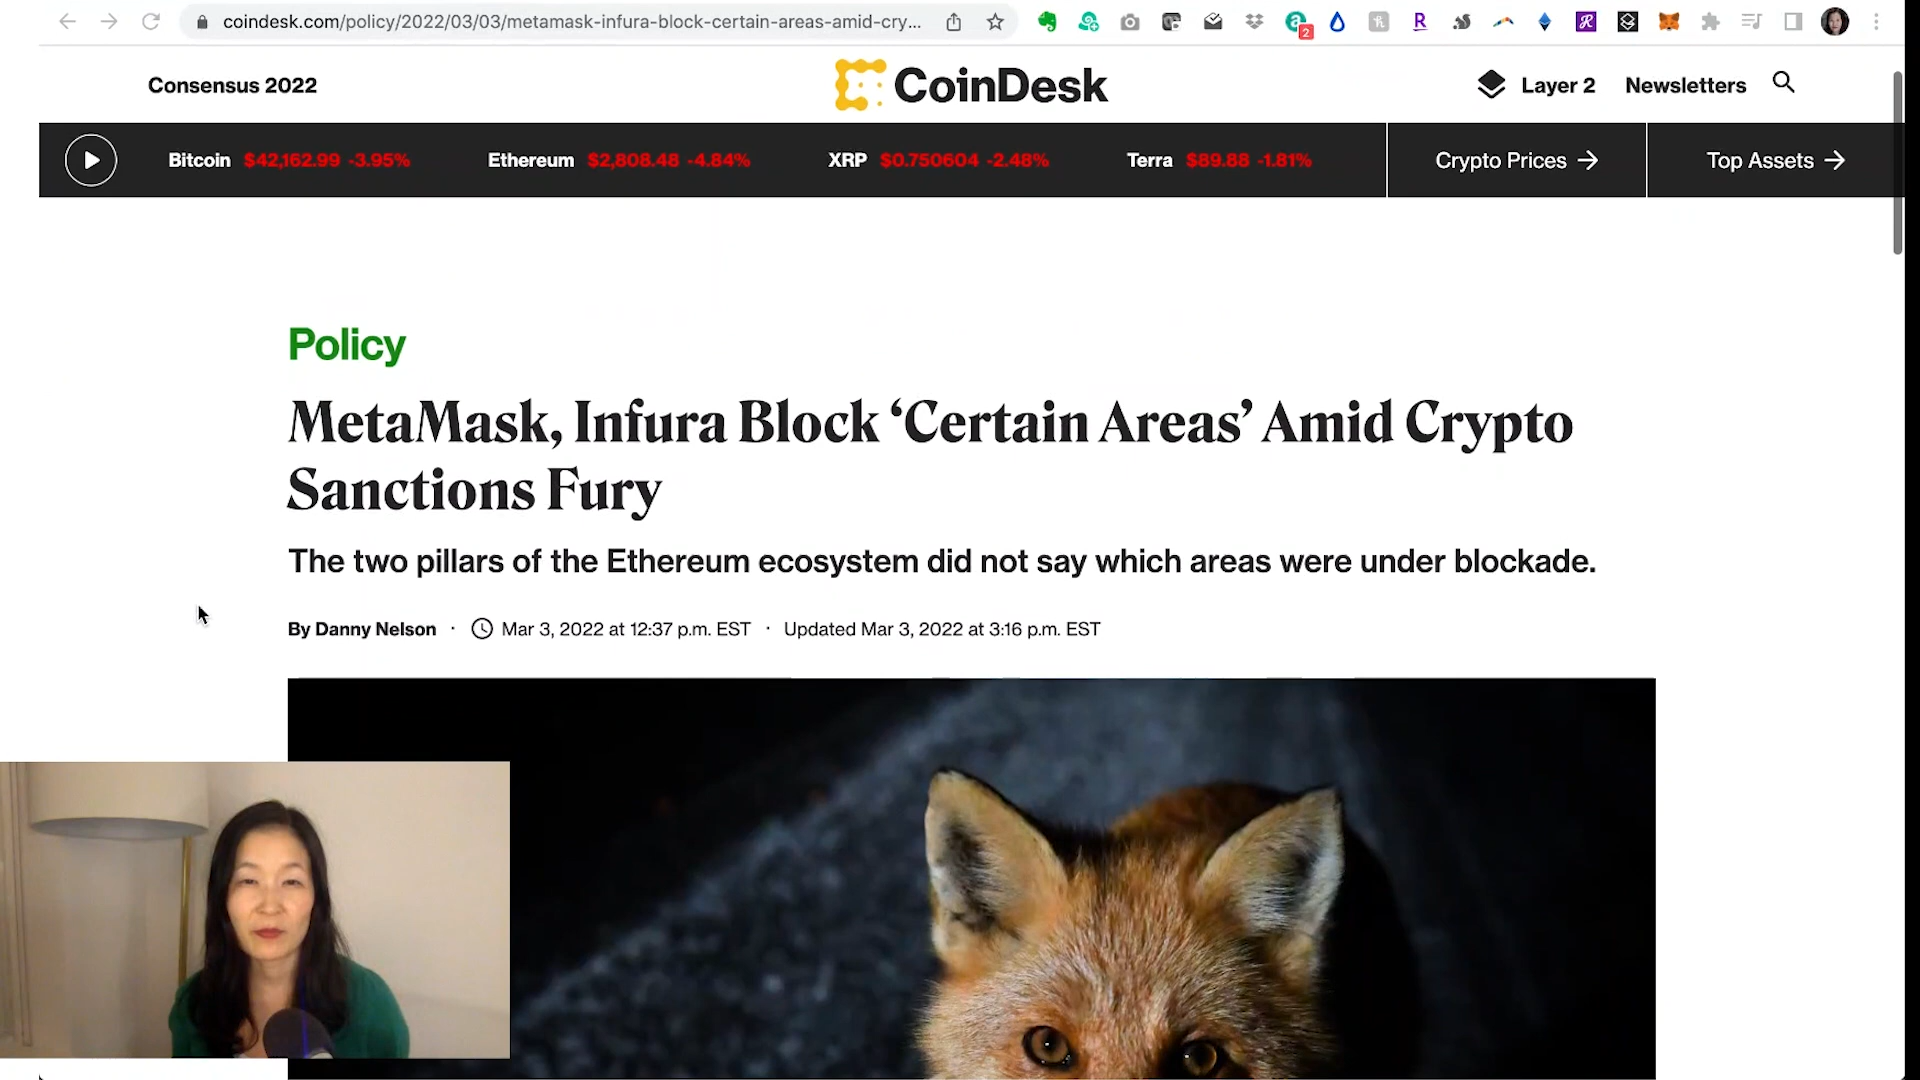 coindesk.com/policy/2022/03/03/metamask-infura-block-certain-areas-amid-cry...
2
Consensus 2022
CoinDesk
Layer 2
Newsletters
Bitcoin $42,162.99 -3.95%
Ethereum $2,808.48 -4.84%
XRP $0.750604 -2.48%
Terra $89.88 -1.81%
Crypto Prices →
Top Assets →
Policy
MetaMask, Infura Block ‘Certain Areas’ Amid Crypto
Sanctions Fury
The two pillars of the Ethereum ecosystem did not say which areas were under blockade.
By Danny Nelson · Mar 3, 2022 at 12:37 p.m. EST · Updated Mar 3, 2022 at 3:16 p.m. EST